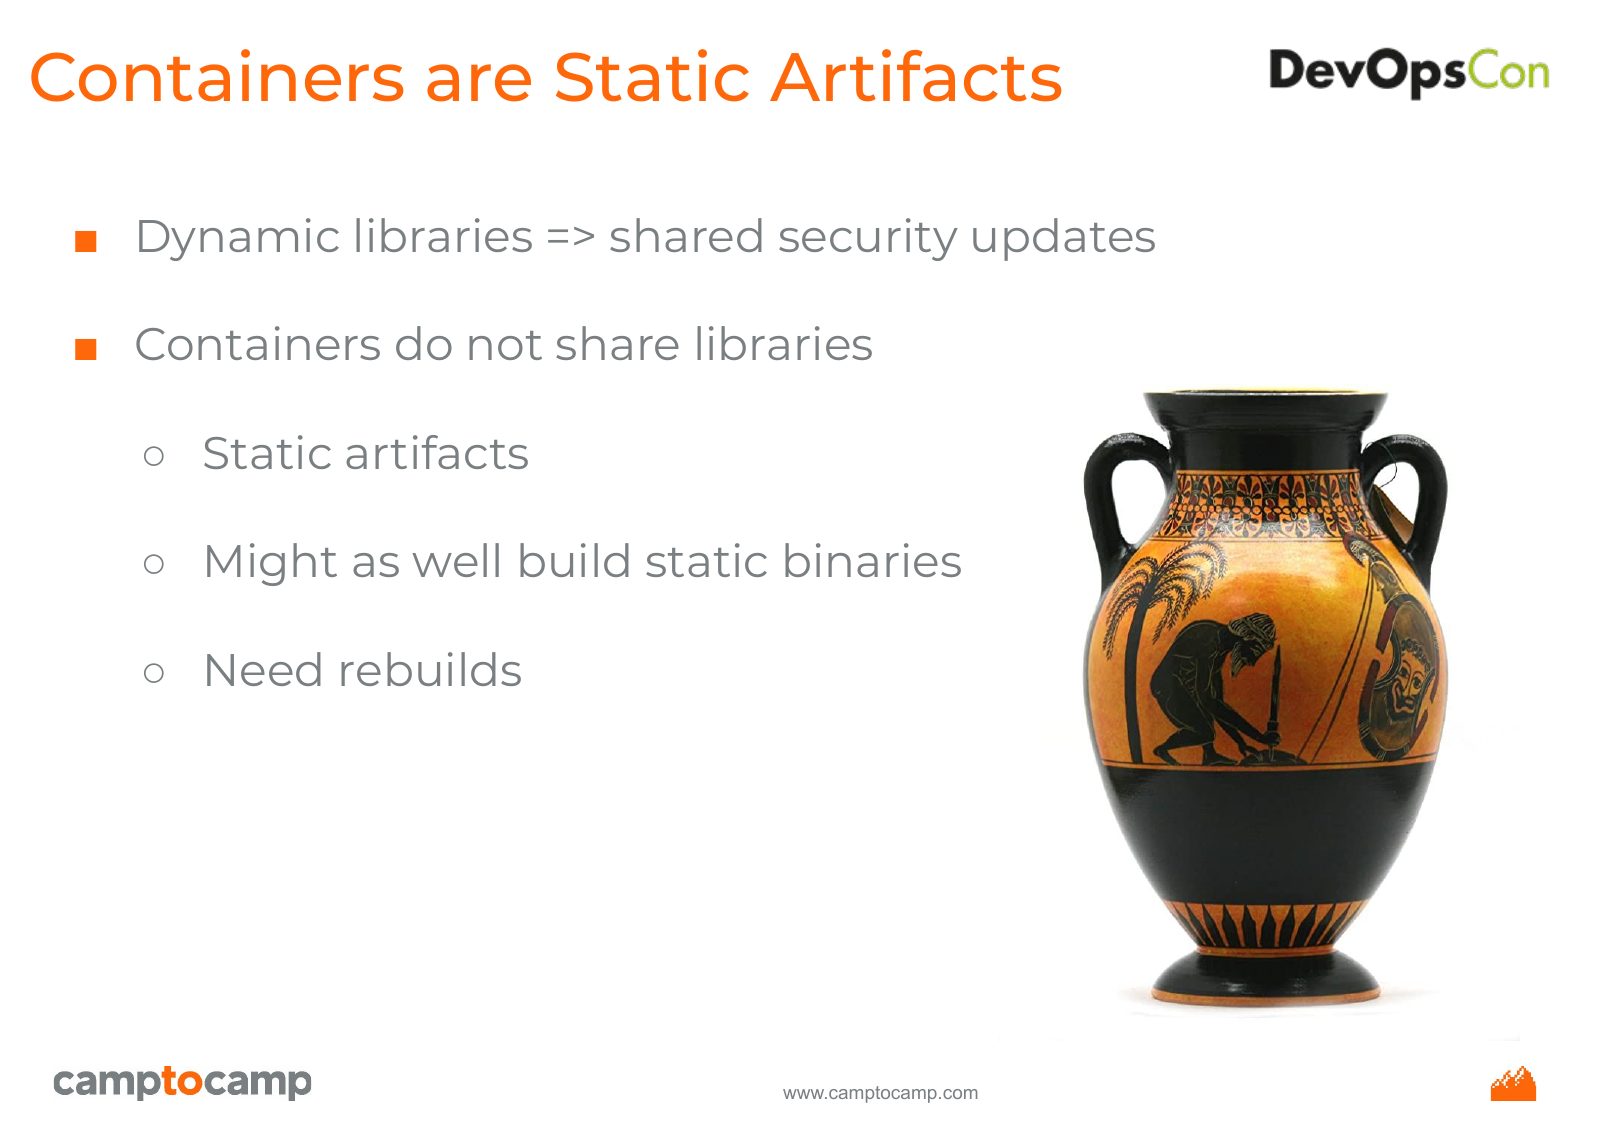 Containers are Static Artifacts
DevOpsCon
■ Dynamic libraries => shared security updates
■ Containers do not share libraries
○ Static artifacts
○ Might as well build static binaries
○ Need rebuilds
camptocamp
www.camptocamp.com